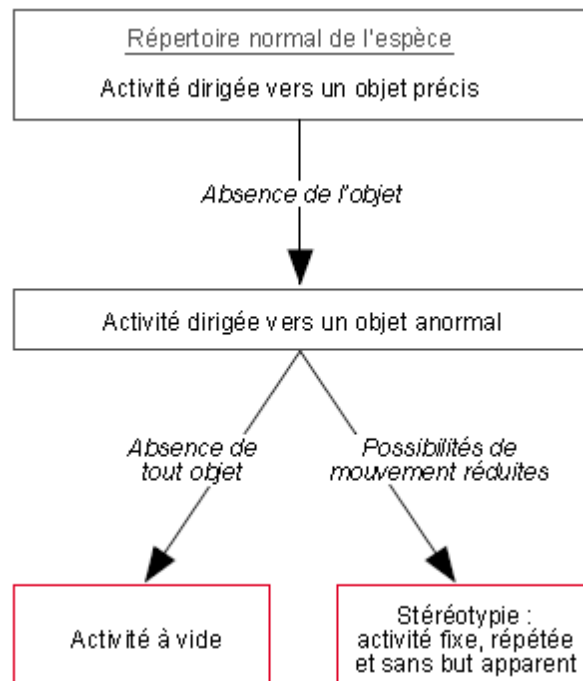 Répertoire normal de l'espèce
Activité dirigée vers un objet précis
Absence de l'objet
Activité dirigée vers un objet anormal
Absence de
tout objet
Possibilités de
mouvement réduites
Activité à vide
Stéréotypie :
activité fixe, répétée
et sans but apparent